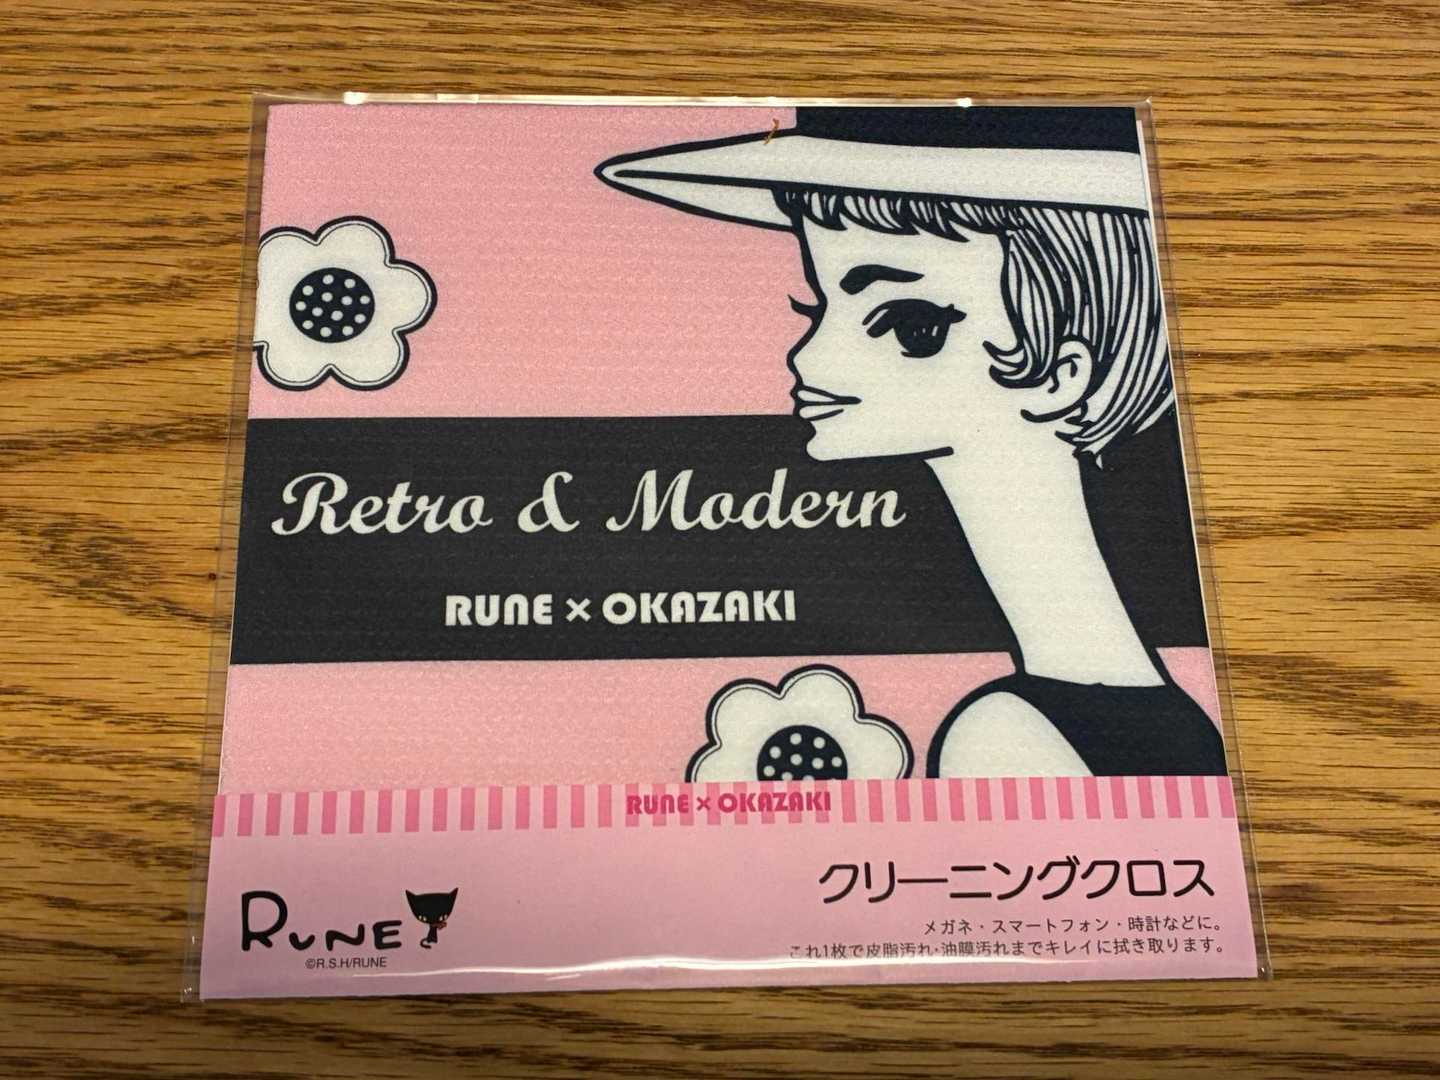 Retro & Modern
RUNE × OKAZAKI
RUNE × OKAZAKI
クリーニングクロス
メガネ・スマートフォン・時計などに。
これ1枚で皮脂汚れ・油膜汚れまでキレイに拭き取ります。
RUNE
©R.S.H/RUNE